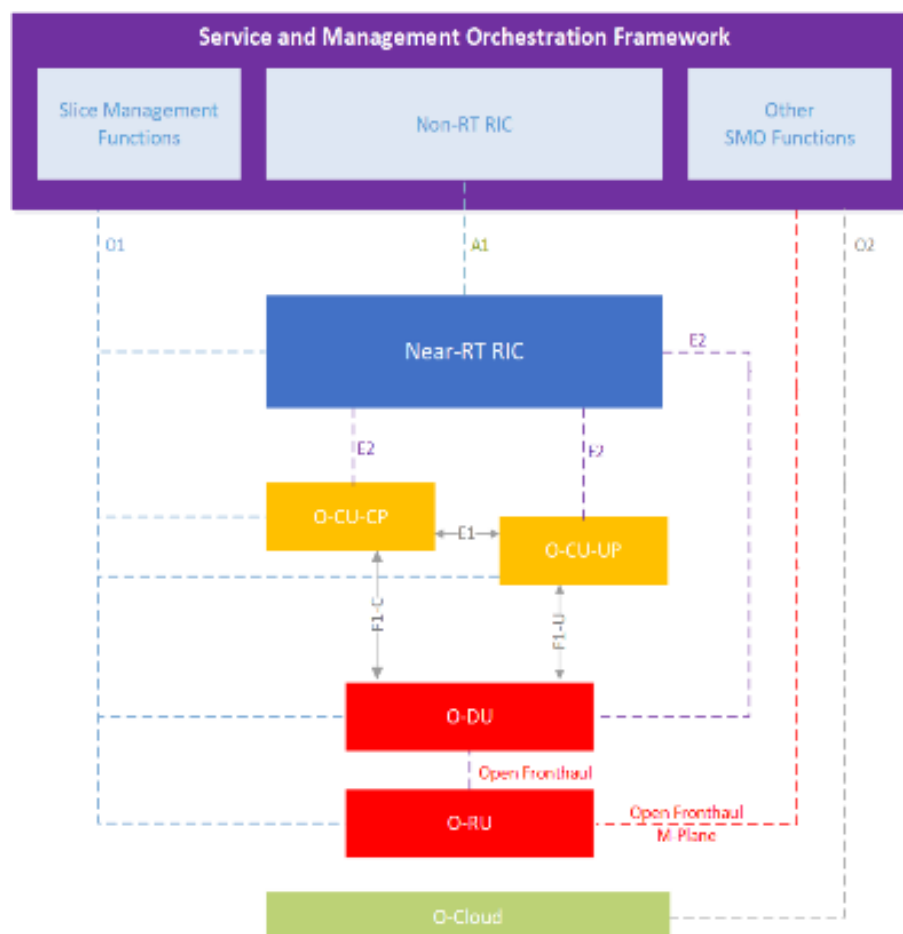 Service and Management Orchestration Framework
Slice Management
Functions
Non-RT RIC
Other
SMO Functions
O1
A1
O2
Near-RT RIC
E2
E2
E2
O-CU-CP
E1
O-CU-UP
F1-C
F1-U
O-DU
Open Fronthaul
O-RU
Open Fronthaul
M-Plane
O-Cloud